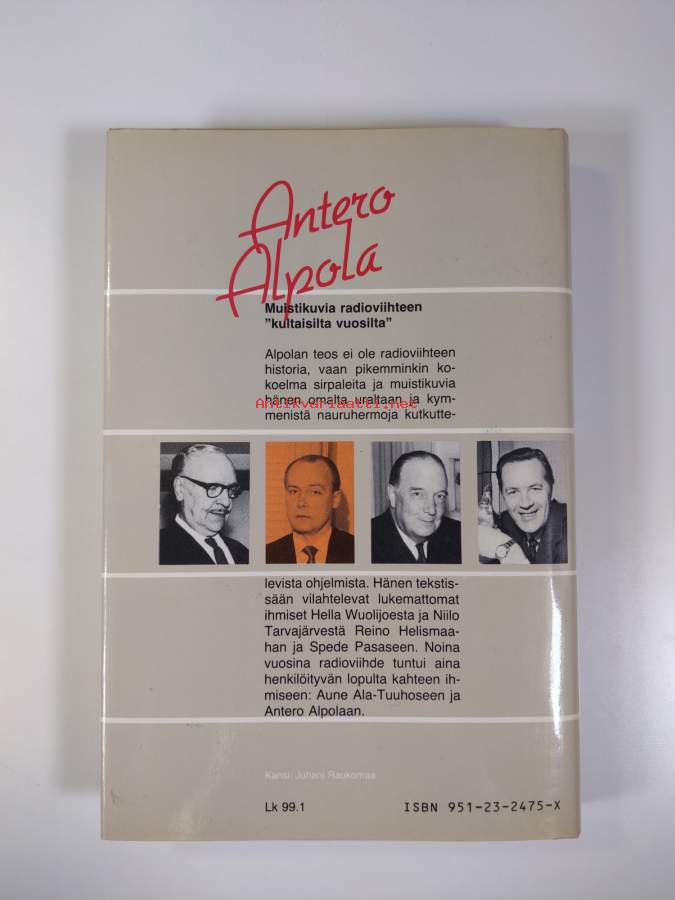 Antero
Alpola
Muistikuvia radioviihteen
”kultaisilta vuosilta”
Alpolan teos ei ole radioviihteen
historia, vaan pikemminkin ko-
koelma sirpaleita ja muistikuvia
hänen omalta uraltaan ja kym-
Antikvariaatti.net
menistä nauruhermoja kutkutte-
levista ohjelmista. Hänen tekstis-
sään vilahtelevat lukemattomat
ihmiset Hella Wuolijoesta ja Niilo
Tarvajärvestä Reino Helismaa-
han ja Spede Pasaseen. Noina
vuosina radioviihde tuntui aina
henkilöityvän lopulta kahteen ih-
miseen: Aune Ala-Tuuhoseen ja
Antero Alpolaan.
Kansi: Juhani Raukomaa
Lk 99.1
ISBN 951-23-2475-X